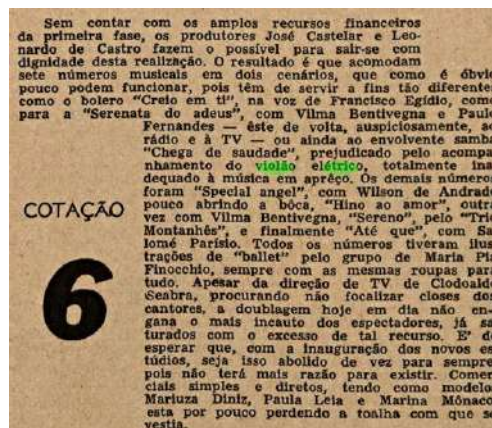 Sem contar com os amplos recursos financeiros
da primeira fase, os produtores José Castelar e Leo-
nardo de Castro fazem o possível para sair-se com
dignidade desta realização. O resultado é que acomodam
sete números musicais em dois cenários, que como é óbvio
pouco podem funcionar, pois têm de servir a fins tão diferente
como o bolero "Creio em ti", na voz de Francisco Egídio, como
para a "Serenata do adeus", com Vilma Bentivegna e Paulo
Fernandes — êste de volta, auspiciosamente, a
rádio e à TV — ou ainda ao envolvente samba
"Chega de saudade", prejudicado pelo acompa
nhamento do violão elétrico, totalmente ina
dequado à música em aprêço. Os demais número
foram "Special angel", com Wilson de Andrad
pouco abrindo a bôca, "Hino ao amor", outra
vez com Vilma Bentivegna, "Sereno", pelo "Trio
Montanhês", e finalmente "Até que", com Sa
lomé Parísio. Todos os números tiveram ilus
trações de "ballet" pelo grupo de Maria Pia
Finocchio, sempre com as mesmas roupas para
tudo. Apesar da direção de TV de Clodoaldo
Seabra, procurando não focalizar closes dos
cantores, a doublagem hoje em dia não en-
gana o mais incauto dos espectadores, já sa
turados com o excesso de tal recurso. E' de
esperar que, com a inauguração dos novos es
túdios, seja isso abolido de vez para sempre
pois não terá mais razão para existir. Comer
ciais simples e diretos, tendo como modelo
Mariuza Diniz, Paula Leia e Marina Mônaco
esta por pouco perdendo a toalha com que se
vestia.
COTAÇÃO
6